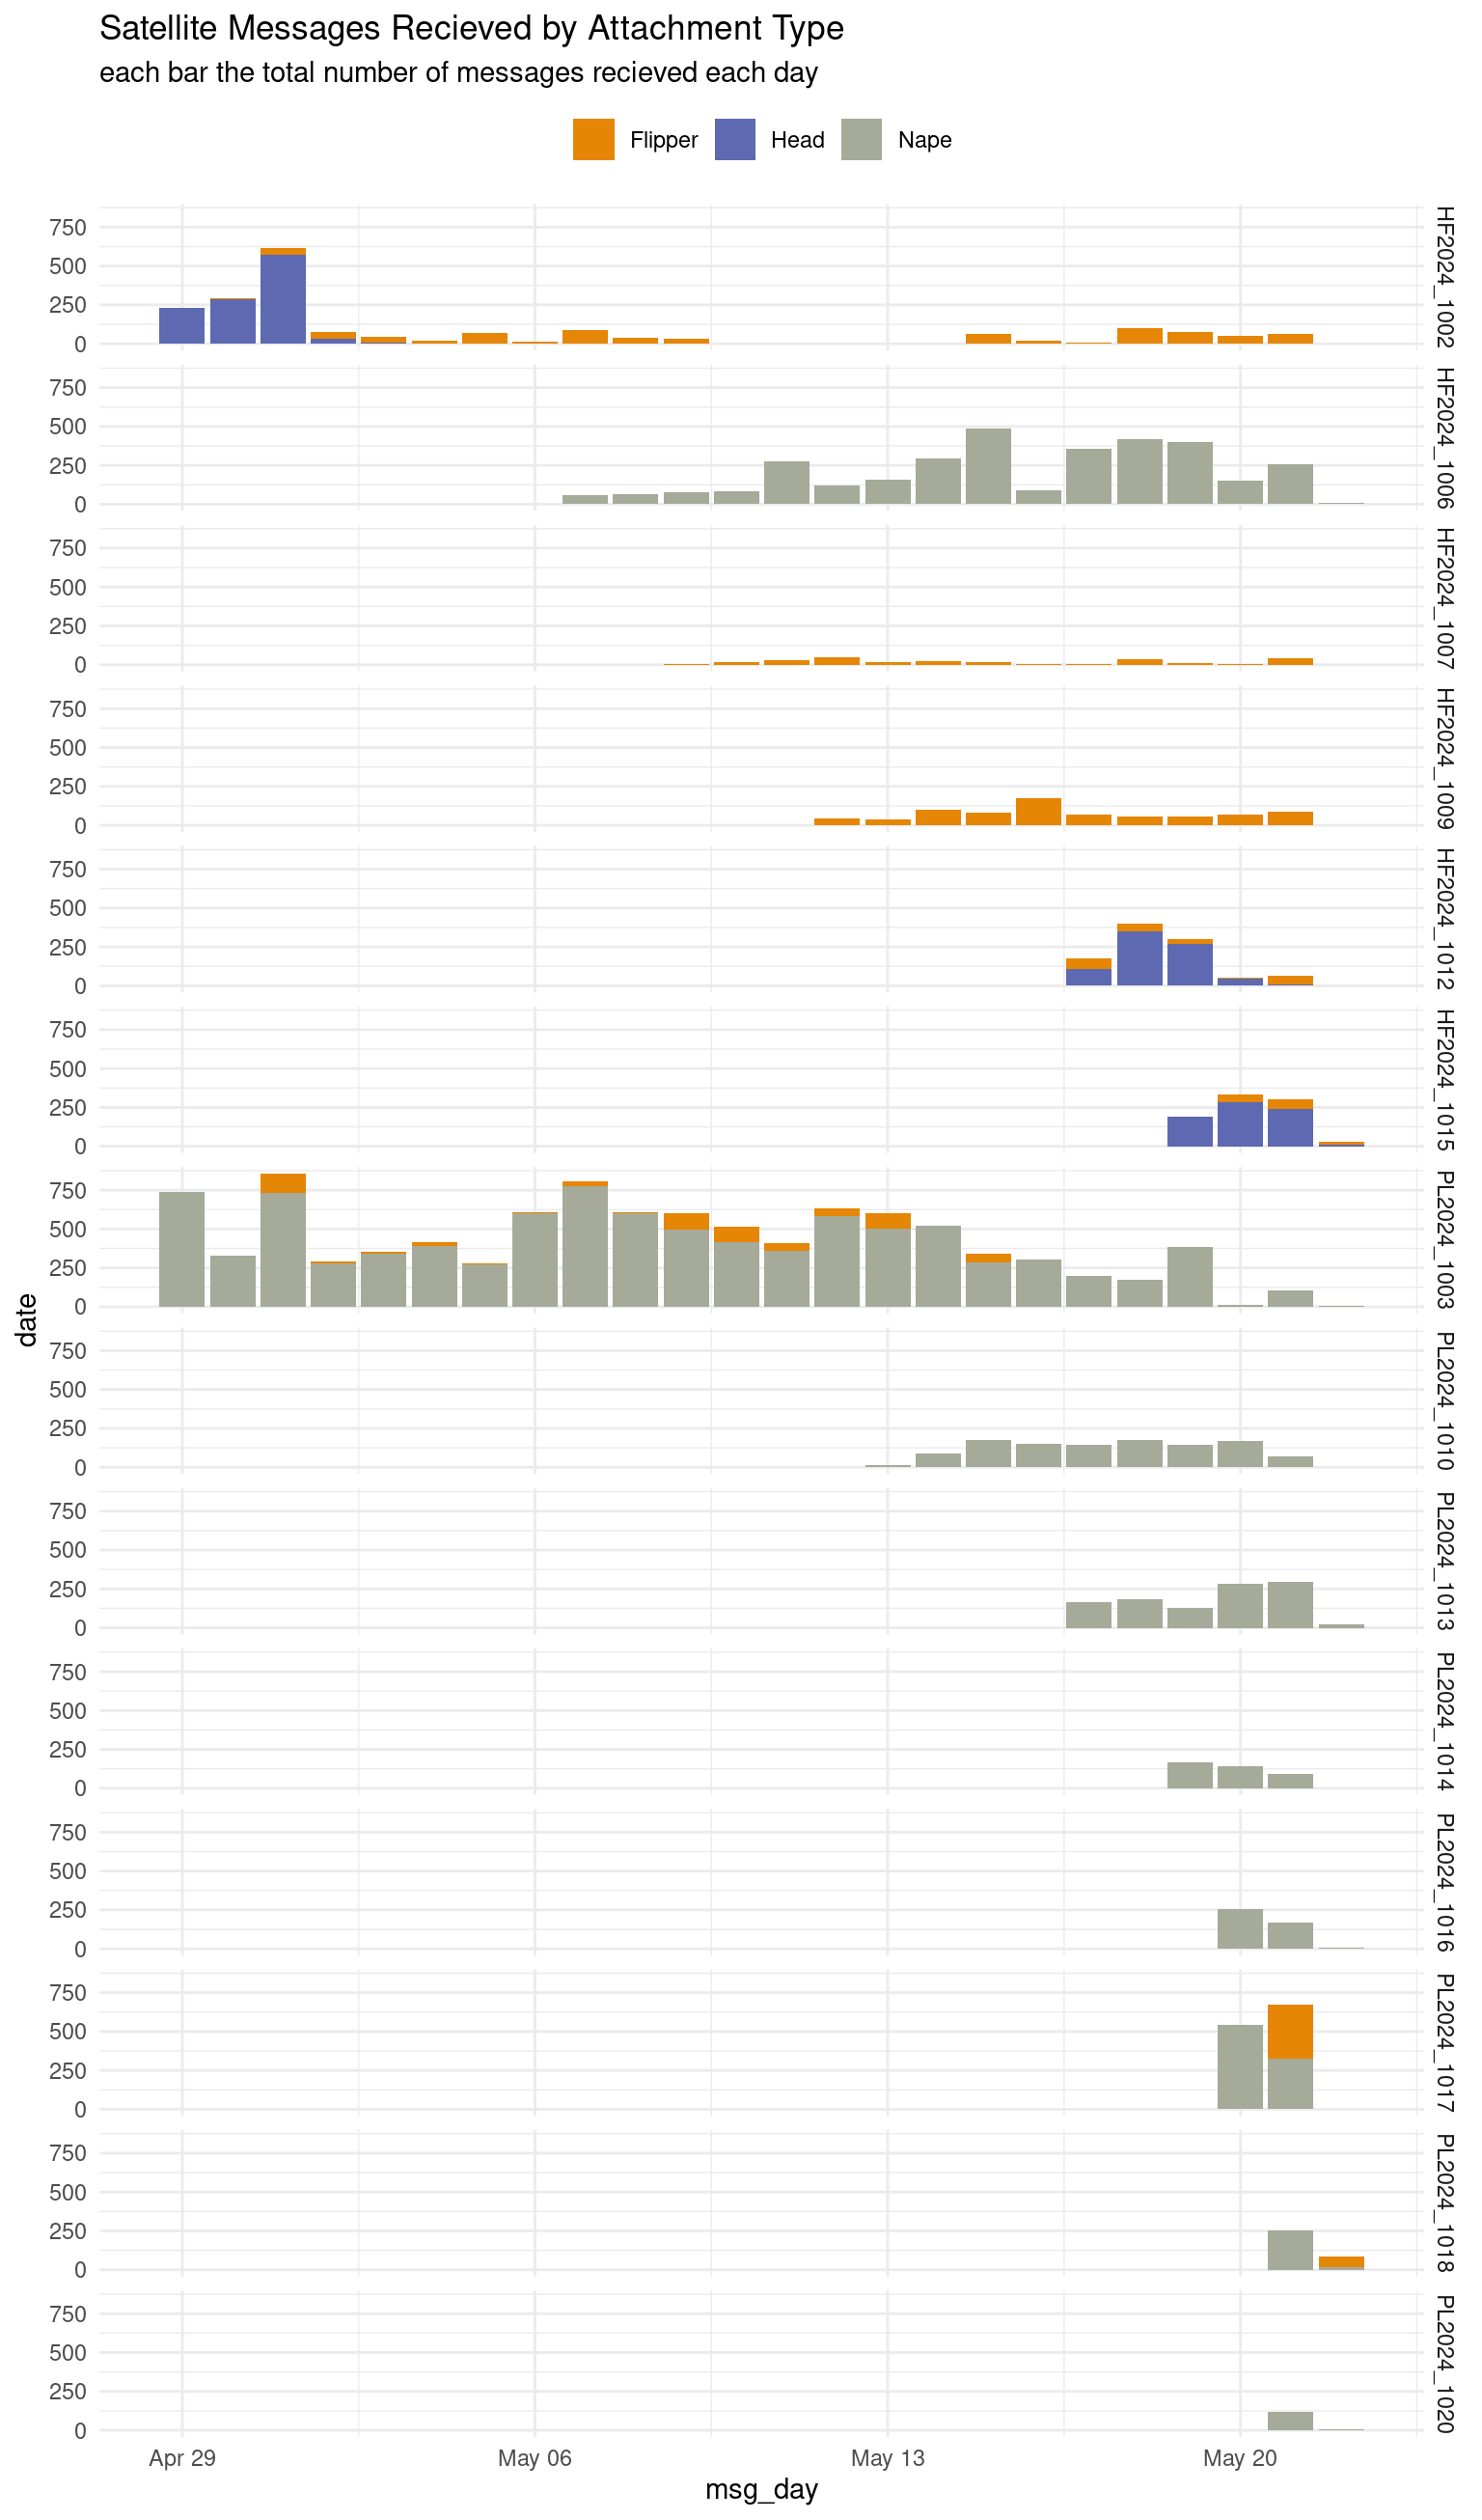 Satellite Messages Recieved by Attachment Type
each bar the total number of messages recieved each day
Flipper Head Nape
750
500
250
0
HF2024_1002
750
500
250
0
HF2024_1006
750
500
250
0
HF2024_1007
750
500
250
0
HF2024_1009
750
500
250
0
HF2024_1012
750
500
250
0
HF2024_1015
750
500
250
0
PL2024_1003
date
750
500
250
0
PL2024_1010
750
500
250
0
PL2024_1013
750
500
250
0
PL2024_1014
750
500
250
0
PL2024_1016
750
500
250
0
PL2024_1017
750
500
250
0
PL2024_1018
750
500
250
0
PL2024_1020
Apr 29 May 06 May 13 May 20
msg_day